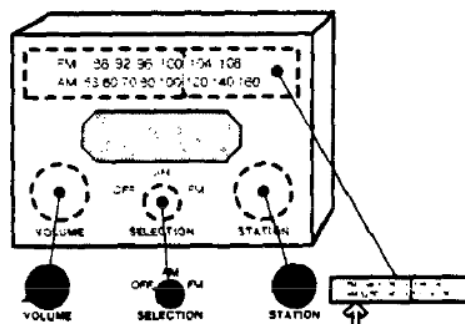 FM 88 92 96 100 104 108
AM 53 60 70 80 100 120 140 160
AM
OFF FM
VOLUME SELECTION STATION
AM
OFF FM
VOLUME SELECTION STATION